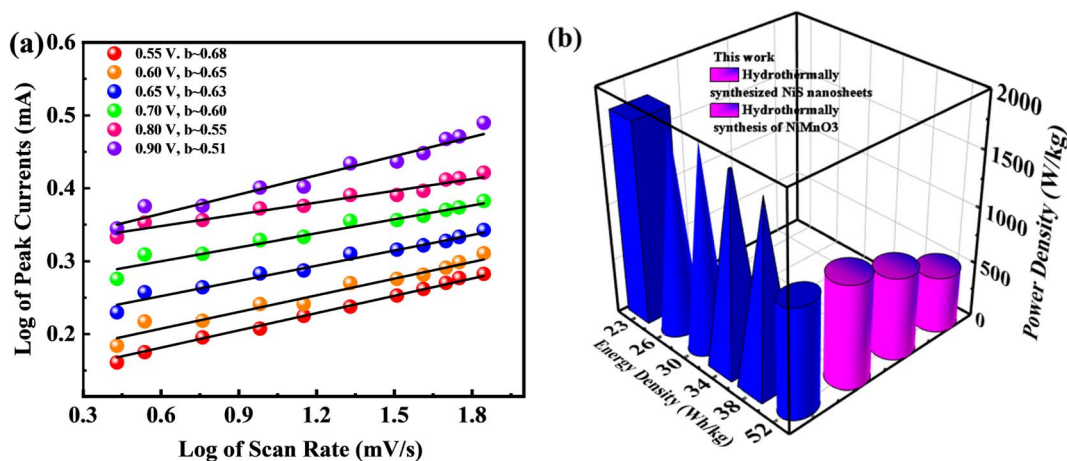 (a)
0.55 V. b~0.68
0.60 V, b~0.65
0.65 V, b~0.63
0.70 V, b~0.60
0.80 V, b~0.55
0.90 V, b~0.51
0.6
0.5
0.4
0.3
0.2
Log of Peak Currents (mA)
0.3 0.6 0.9 1.2 1.5 1.8
Log of Scan Rate (mV/s)
(b)
This work
Hydrothermally
synthesized NiS nanosheets
Hydrothermally
synthesis of NiMnO3
2000
1500
1000
500
0
Power Density (W/kg)
23 26 30 34 38 52
Energy Density (Wh/kg)